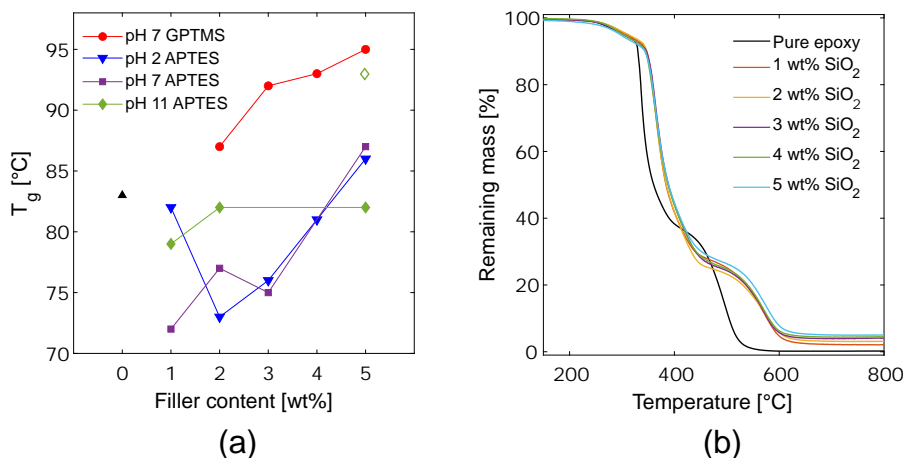 pH 7 GPTMS
pH 2 APTES
pH 7 APTES
pH 11 APTES
95
90
85
80
75
70
T_g [°C]
0 1 2 3 4 5
Filler content [wt%]
(a)
Pure epoxy
1 wt% SiO₂
2 wt% SiO₂
3 wt% SiO₂
4 wt% SiO₂
5 wt% SiO₂
100
80
60
40
20
0
Remaining mass [%]
200 400 600 800
Temperature [°C]
(b)